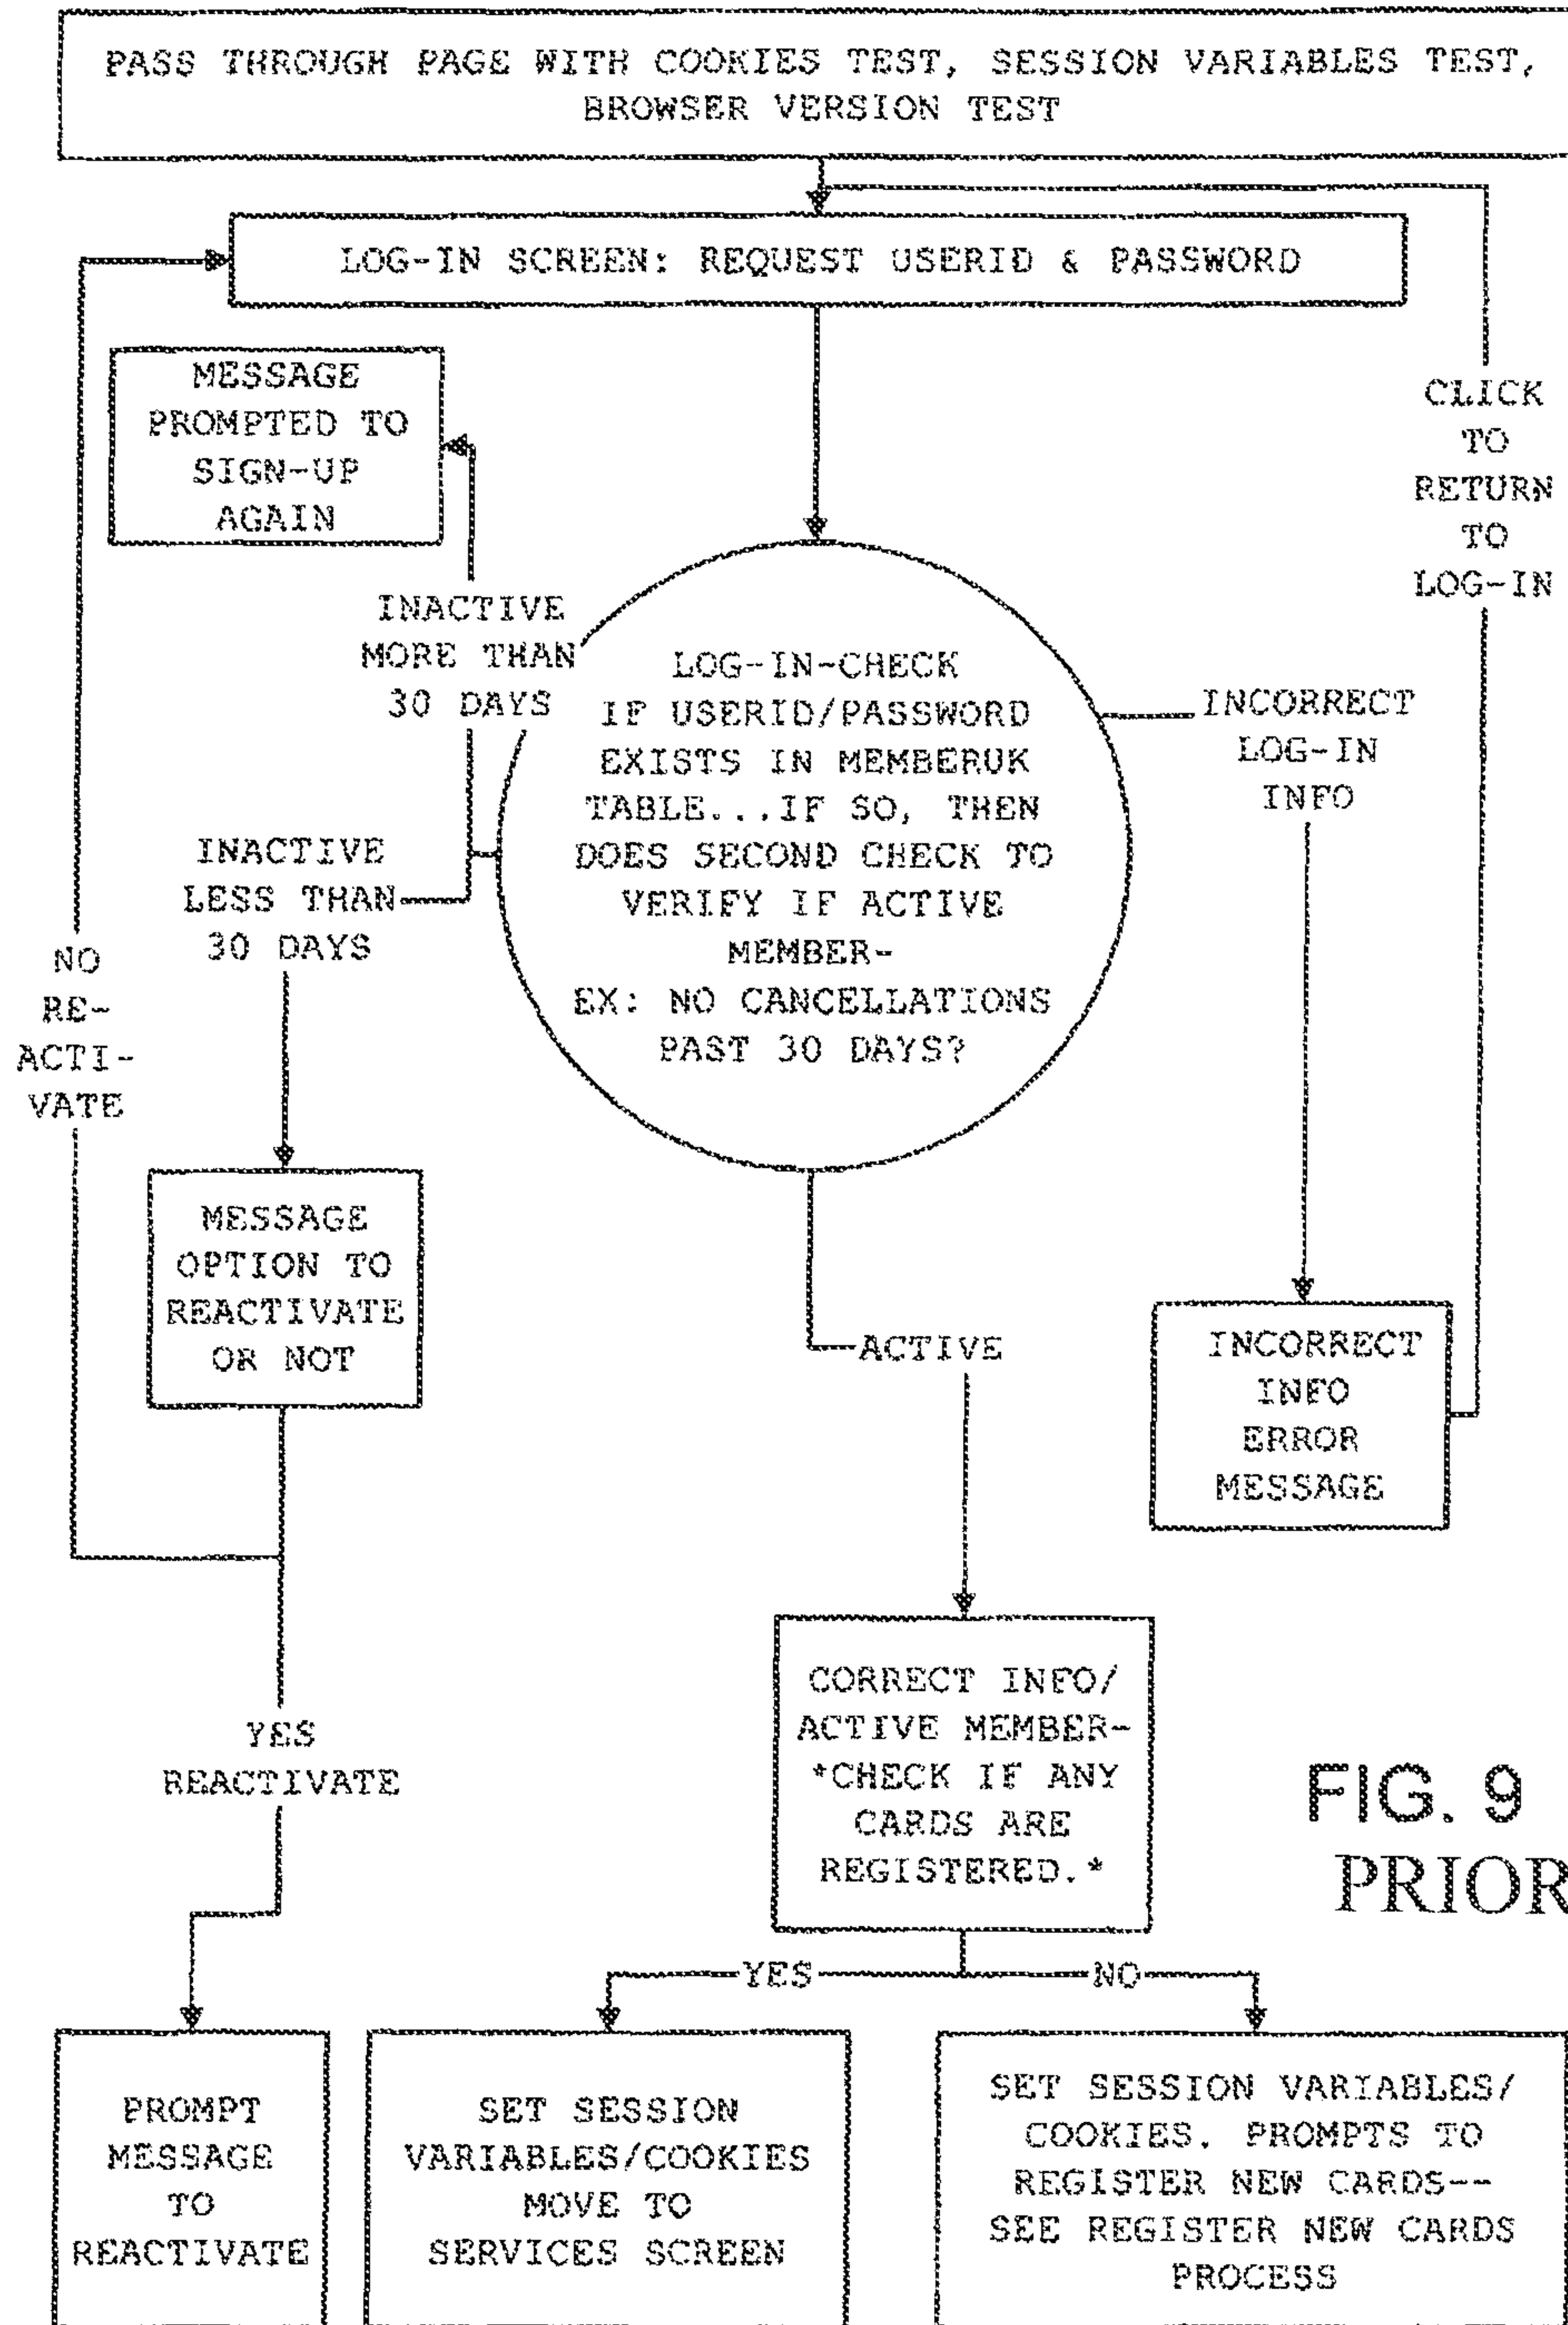 PASS THROUGH PAGE WITH COOKIES TEST, SESSION VARIABLES TEST,
BROWSER VERSION TEST
LOG-IN SCREEN: REQUEST USERID & PASSWORD
MESSAGE
PROMPTED TO
SIGN-UP
AGAIN
CLICK
TO
RETURN
TO
LOG-IN
INACTIVE
MORE THAN
30 DAYS
LOG-IN-CHECK
IF USERID/PASSWORD
EXISTS IN MEMBERUK
TABLE...IF SO, THEN
DOES SECOND CHECK TO
VERIFY IF ACTIVE
MEMBER-
EX: NO CANCELLATIONS
PAST 30 DAYS?
INCORRECT
LOG-IN
INFO
INACTIVE
LESS THAN
30 DAYS
NO
RE-
ACTI-
VATE
MESSAGE
OPTION TO
REACTIVATE
OR NOT
ACTIVE
INCORRECT
INFO
ERROR
MESSAGE
YES
REACTIVATE
CORRECT INFO/
ACTIVE MEMBER-
*CHECK IF ANY
CARDS ARE
REGISTERED.*
FIG. 9
PRIOR
YES
NO
PROMPT
MESSAGE
TO
REACTIVATE
SET SESSION
VARIABLES/COOKIES
MOVE TO
SERVICES SCREEN
SET SESSION VARIABLES/
COOKIES. PROMPTS TO
REGISTER NEW CARDS--
SEE REGISTER NEW CARDS
PROCESS